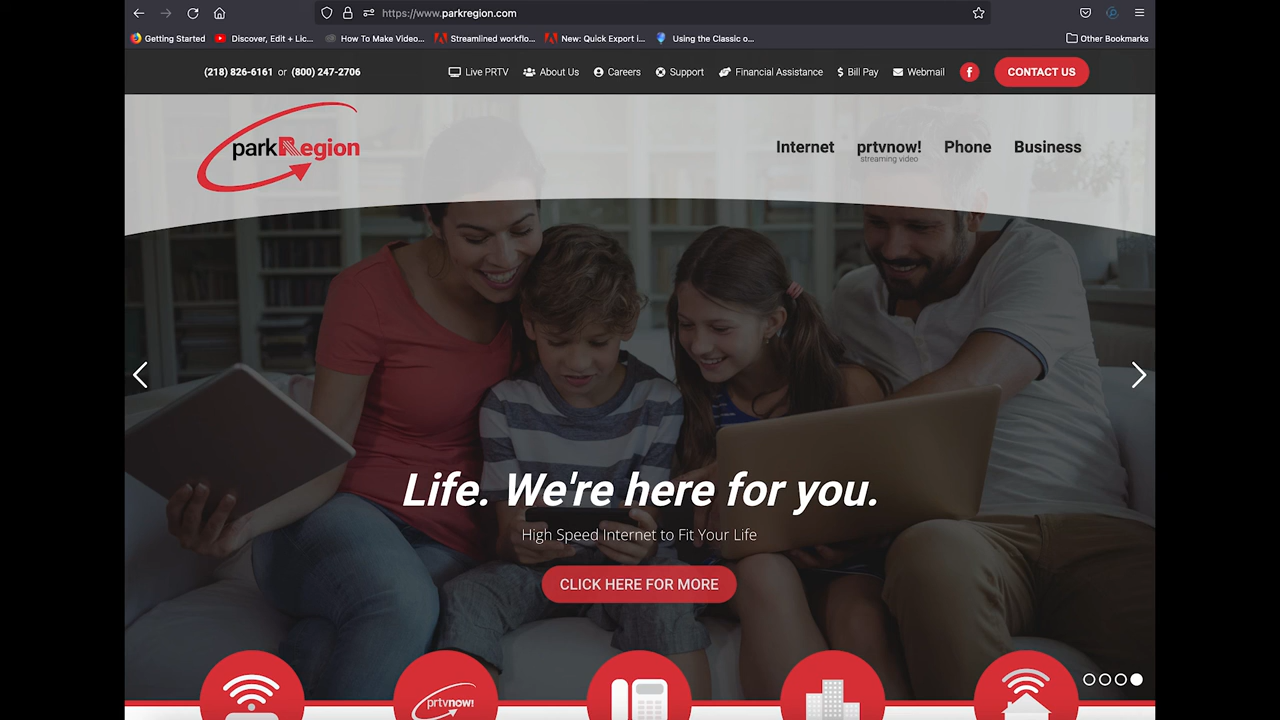 https://www.parkregion.com
Getting Started
Discover, Edit + Lic...
How To Make Video...
Streamlined workflo...
New: Quick Export i...
Using the Classic o...
Other Bookmarks
(218) 826-6161 or (800) 247-2706
Live PRTV
About Us
Careers
Support
Financial Assistance
$ Bill Pay
Webmail
f
CONTACT US
parkRegion
Internet
prtvnow!
streaming video
Phone
Business
Life. We're here for you.
High Speed Internet to Fit Your Life
CLICK HERE FOR MORE
prtvnow!